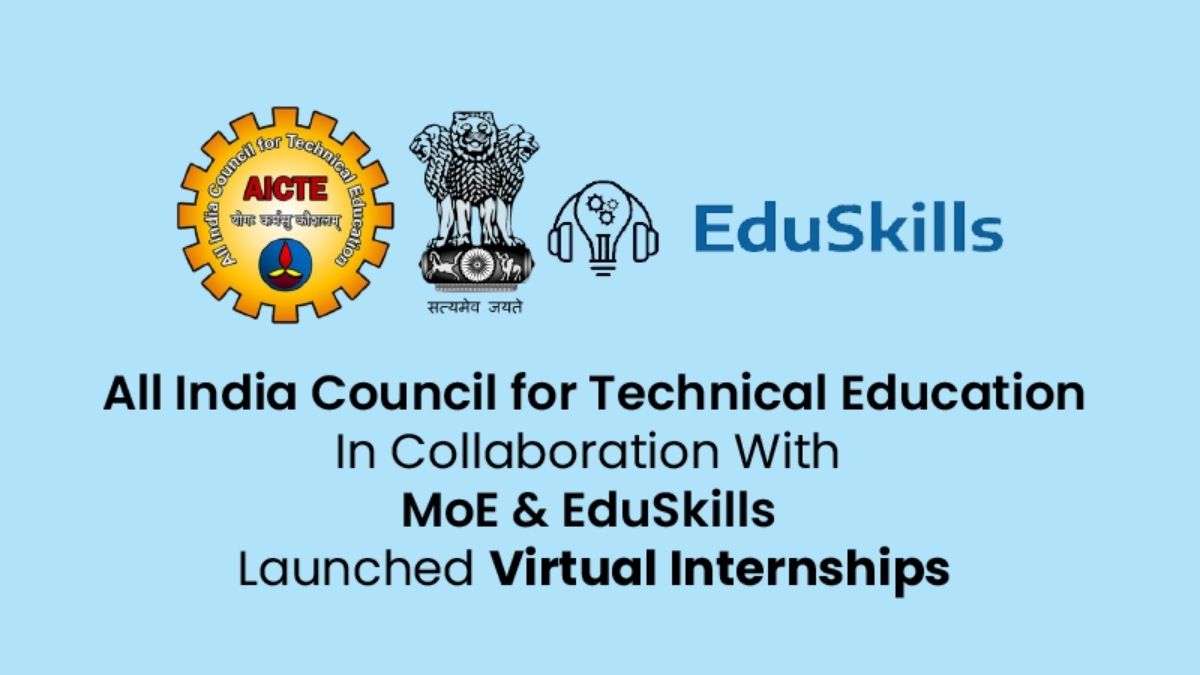 All India Council for Technical Education
AICTE
योगः कर्मसु कौशलम्
सत्यमेव जयते
EduSkills
All India Council for Technical Education
In Collaboration With
MoE & EduSkills
Launched Virtual Internships